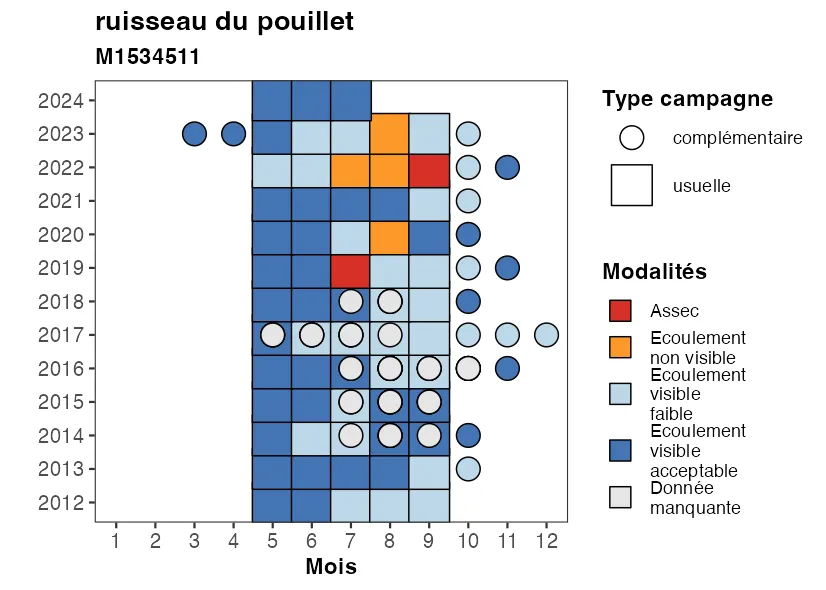 ruisseau du pouillet
M1534511
2024
2023
2022
2021
2020
2019
2018
2017
2016
2015
2014
2013
2012
1 2 3 4 5 6 7 8 9 10 11 12
Mois
Type campagne
complémentaire
usuelle
Modalités
Assec
Ecoulement
non visible
Ecoulement
visible
faible
Ecoulement
visible
acceptable
Donnée
manquante